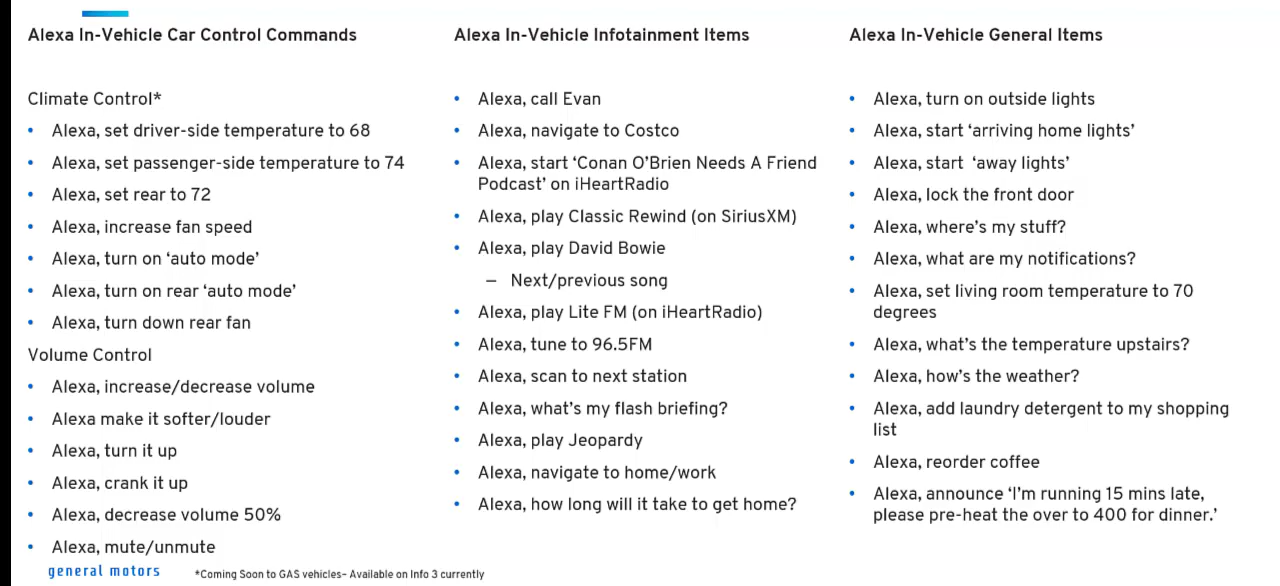 Alexa In-Vehicle Car Control Commands
Climate Control*
• Alexa, set driver-side temperature to 68
• Alexa, set passenger-side temperature to 74
• Alexa, set rear to 72
• Alexa, increase fan speed
• Alexa, turn on ‘auto mode’
• Alexa, turn on rear ‘auto mode’
• Alexa, turn down rear fan
Volume Control
• Alexa, increase/decrease volume
• Alexa make it softer/louder
• Alexa, turn it up
• Alexa, crank it up
• Alexa, decrease volume 50%
• Alexa, mute/unmute
Alexa In-Vehicle Infotainment Items
• Alexa, call Evan
• Alexa, navigate to Costco
• Alexa, start ‘Conan O’Brien Needs A Friend
Podcast’ on iHeartRadio
• Alexa, play Classic Rewind (on SiriusXM)
• Alexa, play David Bowie
– Next/previous song
• Alexa, play Lite FM (on iHeartRadio)
• Alexa, tune to 96.5FM
• Alexa, scan to next station
• Alexa, what’s my flash briefing?
• Alexa, play Jeopardy
• Alexa, navigate to home/work
• Alexa, how long will it take to get home?
Alexa In-Vehicle General Items
• Alexa, turn on outside lights
• Alexa, start ‘arriving home lights’
• Alexa, start ‘away lights’
• Alexa, lock the front door
• Alexa, where’s my stuff?
• Alexa, what are my notifications?
• Alexa, set living room temperature to 70
degrees
• Alexa, what’s the temperature upstairs?
• Alexa, how’s the weather?
• Alexa, add laundry detergent to my shopping
list
• Alexa, reorder coffee
• Alexa, announce ‘I’m running 15 mins late,
please pre-heat the over to 400 for dinner.’
general motors
*Coming Soon to GAS vehicles– Available on Info 3 currently